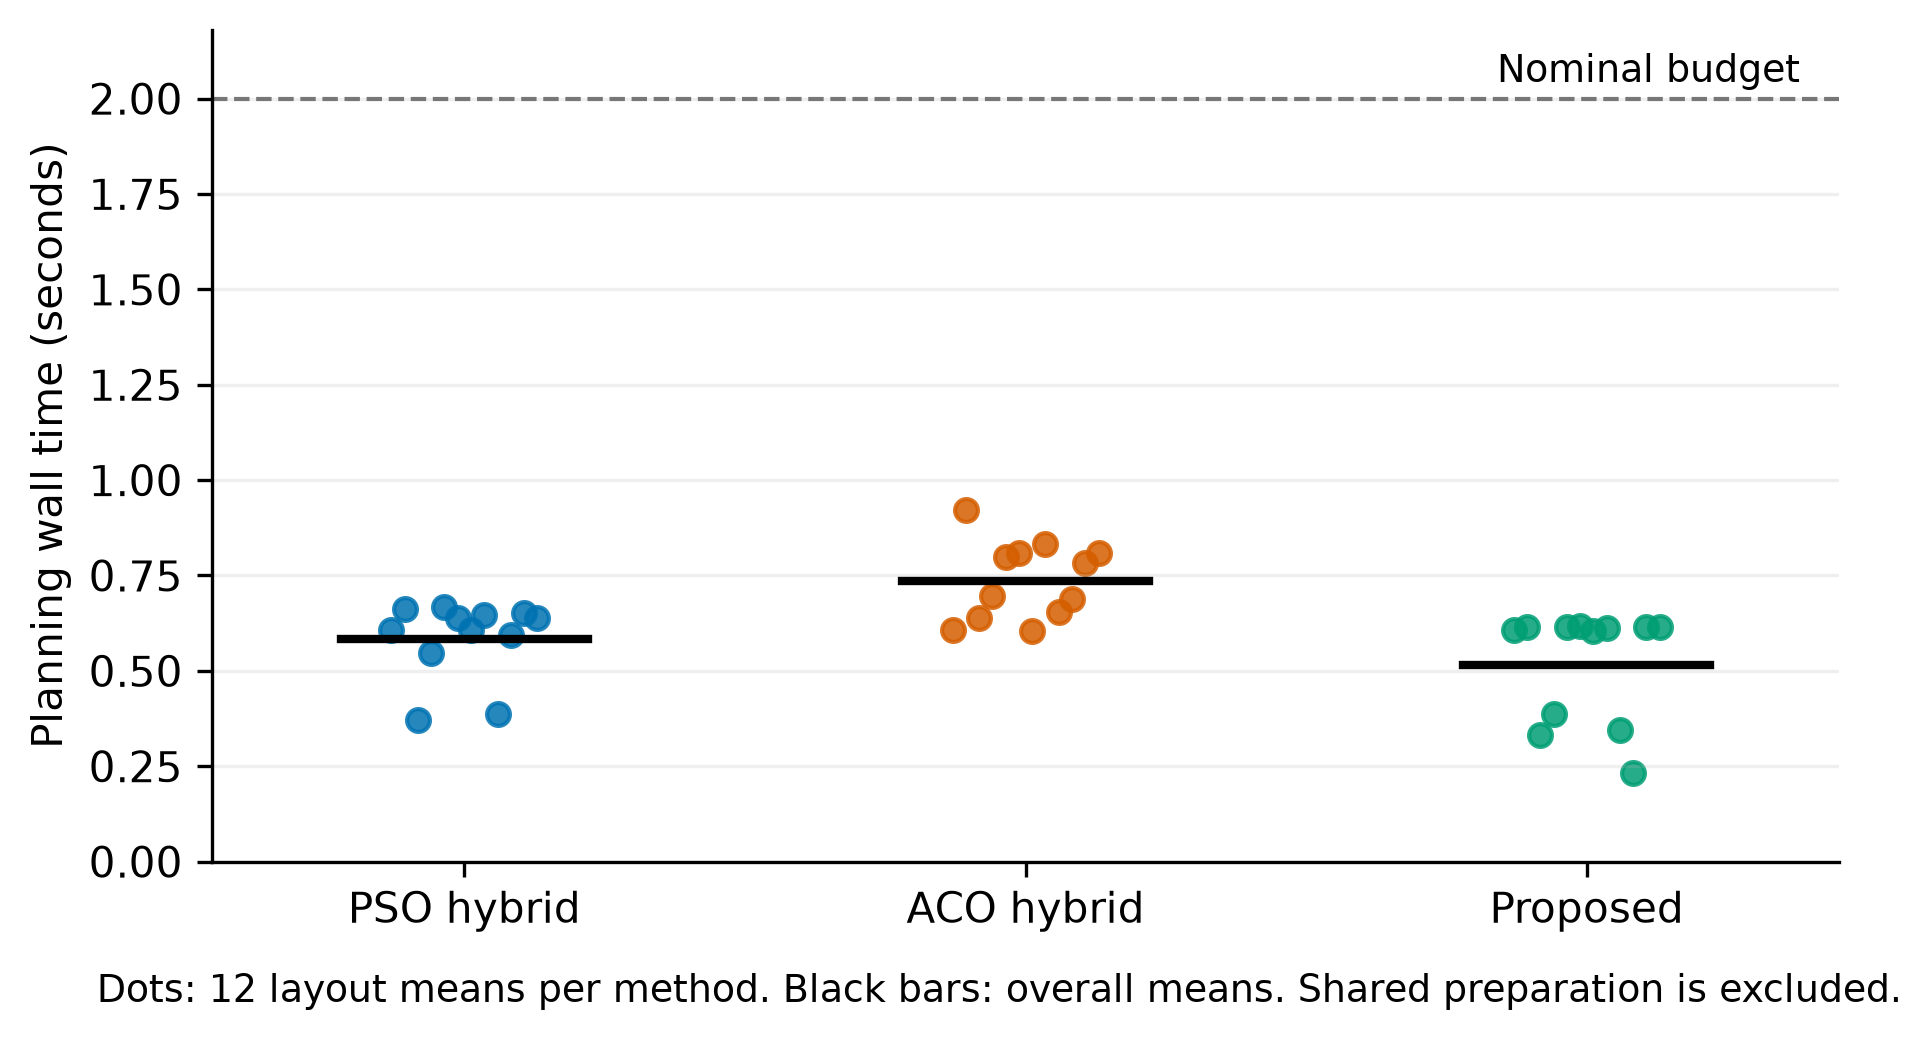 Nominal budget
2.00
1.75
1.50
1.25
1.00
0.75
0.50
0.25
0.00
Planning wall time (seconds)
PSO hybrid
ACO hybrid
Proposed
Dots: 12 layout means per method. Black bars: overall means. Shared preparation is excluded.